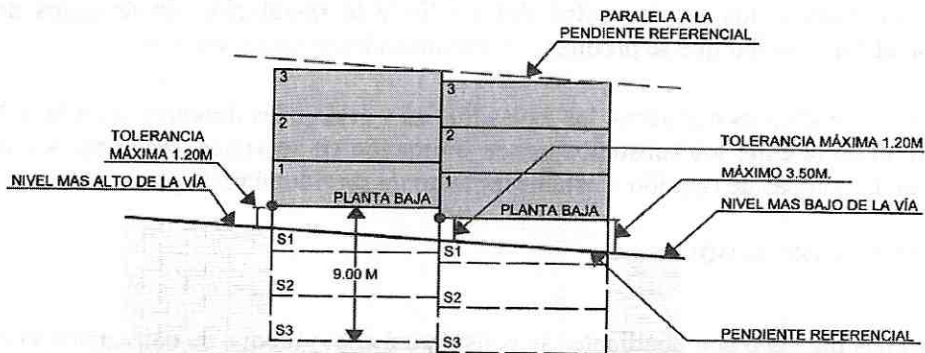 PARALELA A LA
PENDIENTE REFERENCIAL
3
3
TOLERANCIA
MÁXIMA 1.20M
2
2
TOLERANCIA MÁXIMA 1.20M
NIVEL MAS ALTO DE LA VÍA
1
1
MÁXIMO 3.50M.
PLANTA BAJA
PLANTA BAJA
NIVEL MAS BAJO DE LA VÍA
S1
S1
9.00 M
S2
S2
S3
S3
PENDIENTE REFERENCIAL